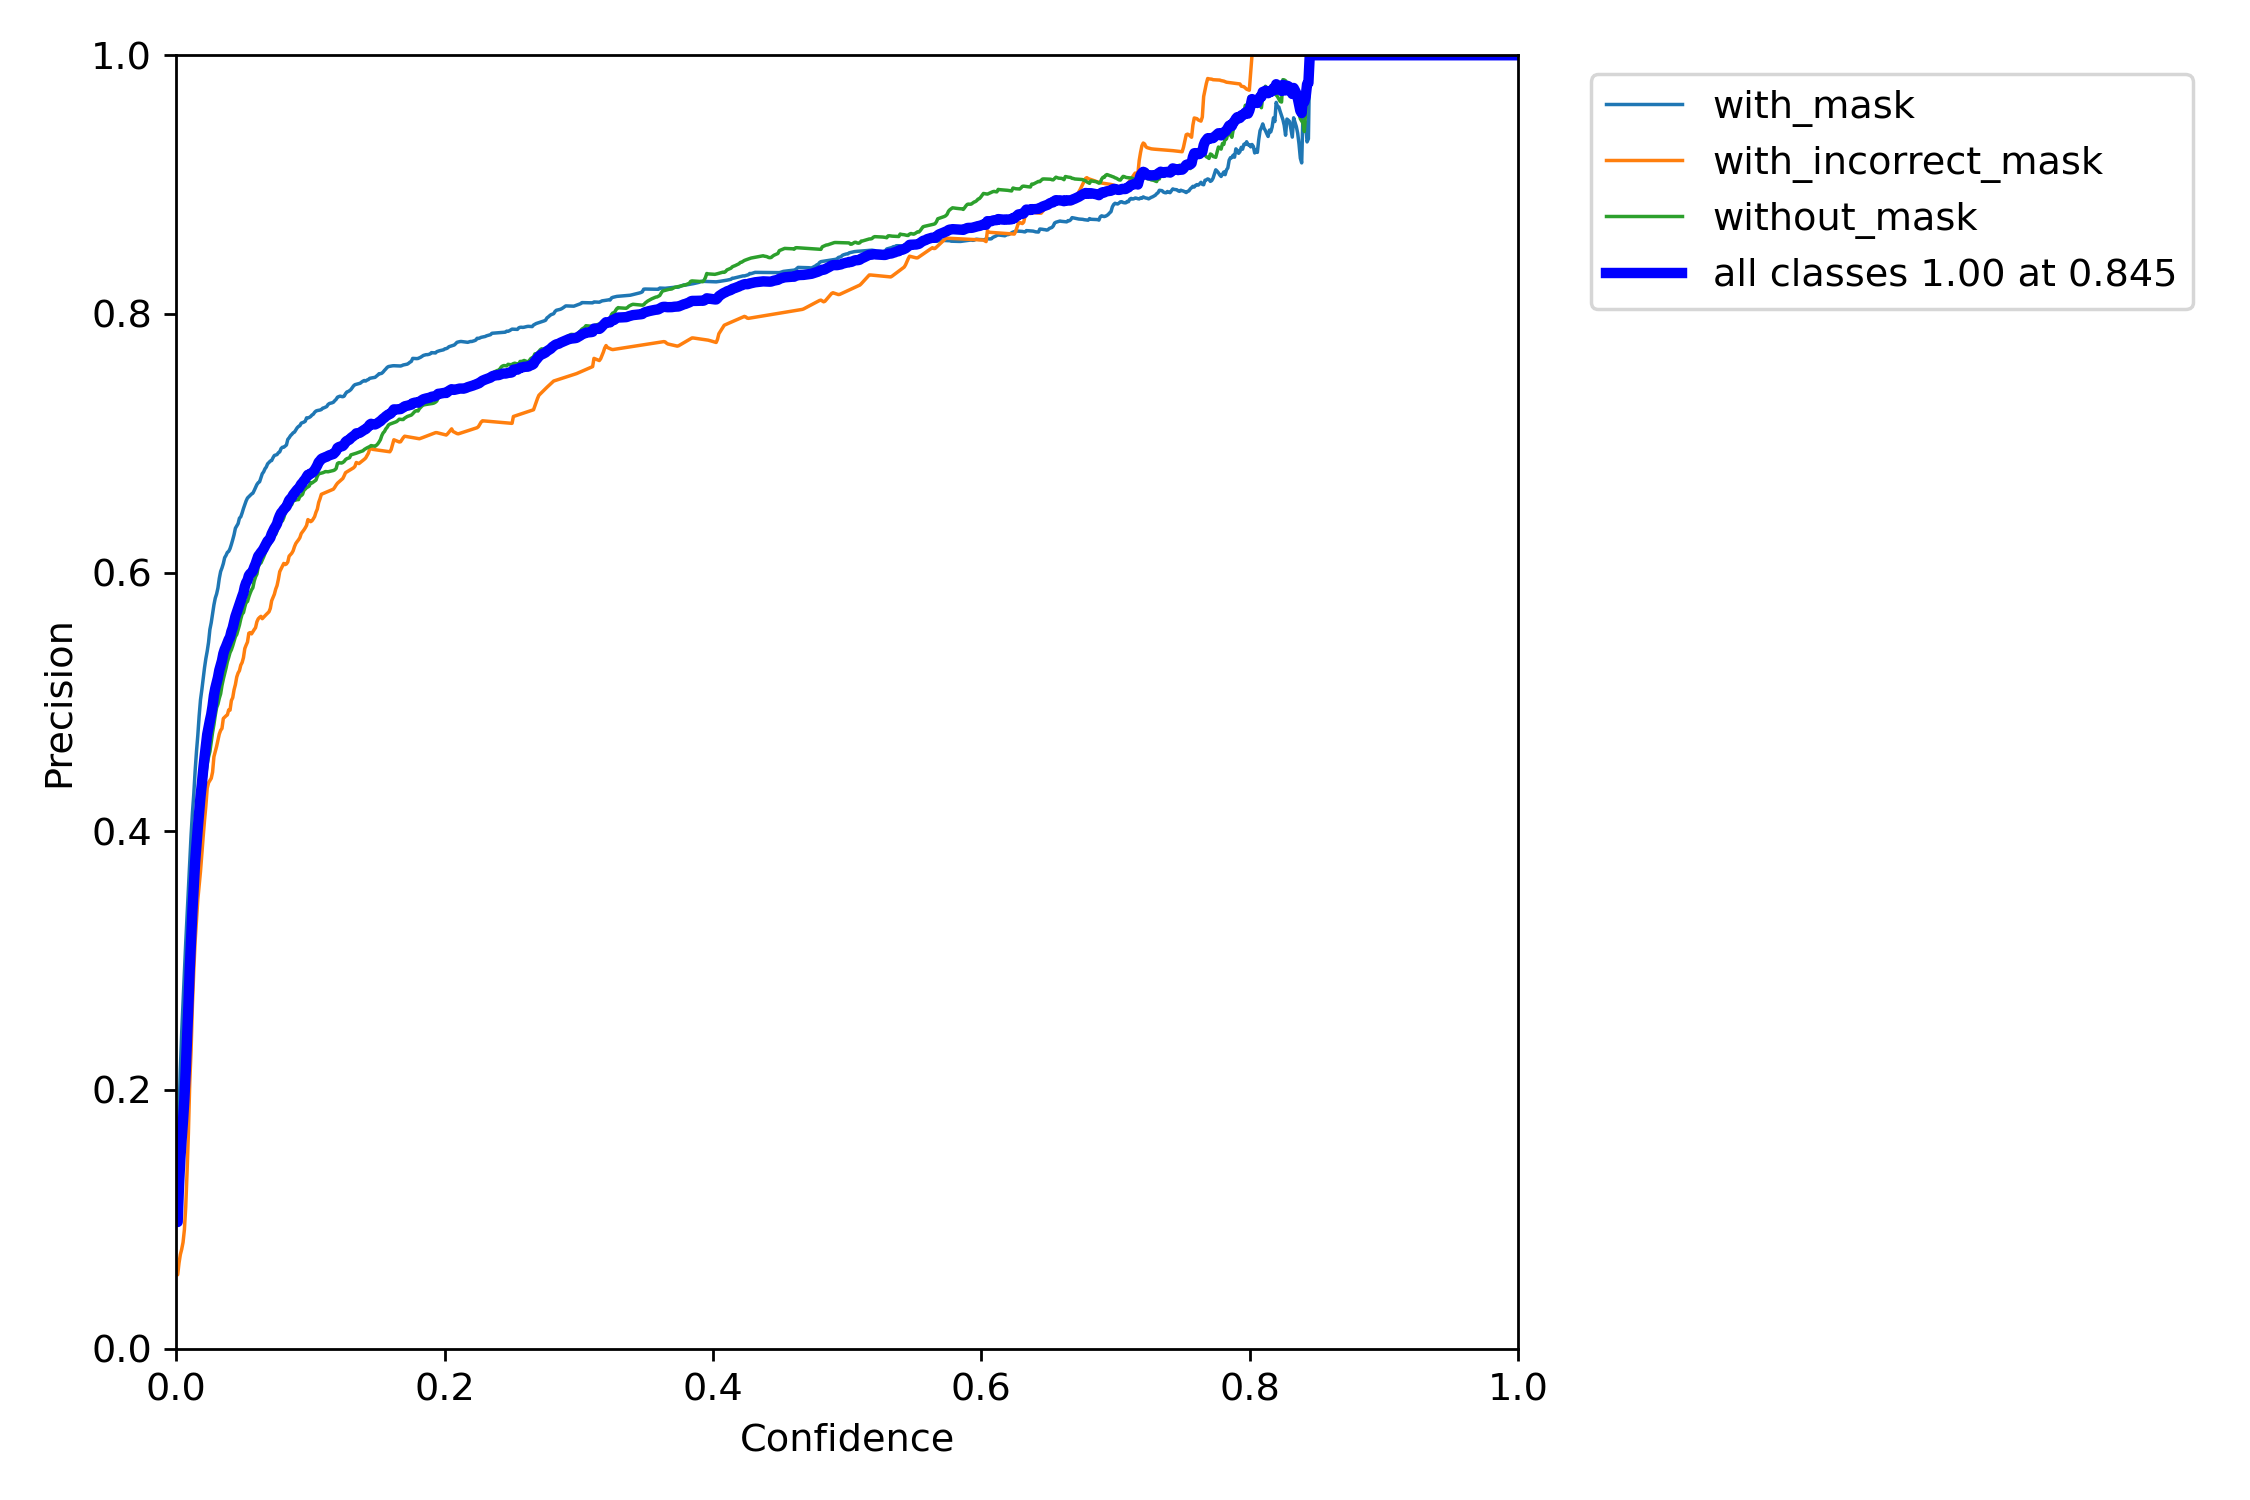 1.0
0.8
0.6
0.4
0.2
0.0
0.0 0.2 0.4 0.6 0.8 1.0
Precision
Confidence
with_mask
with_incorrect_mask
without_mask
all classes 1.00 at 0.845